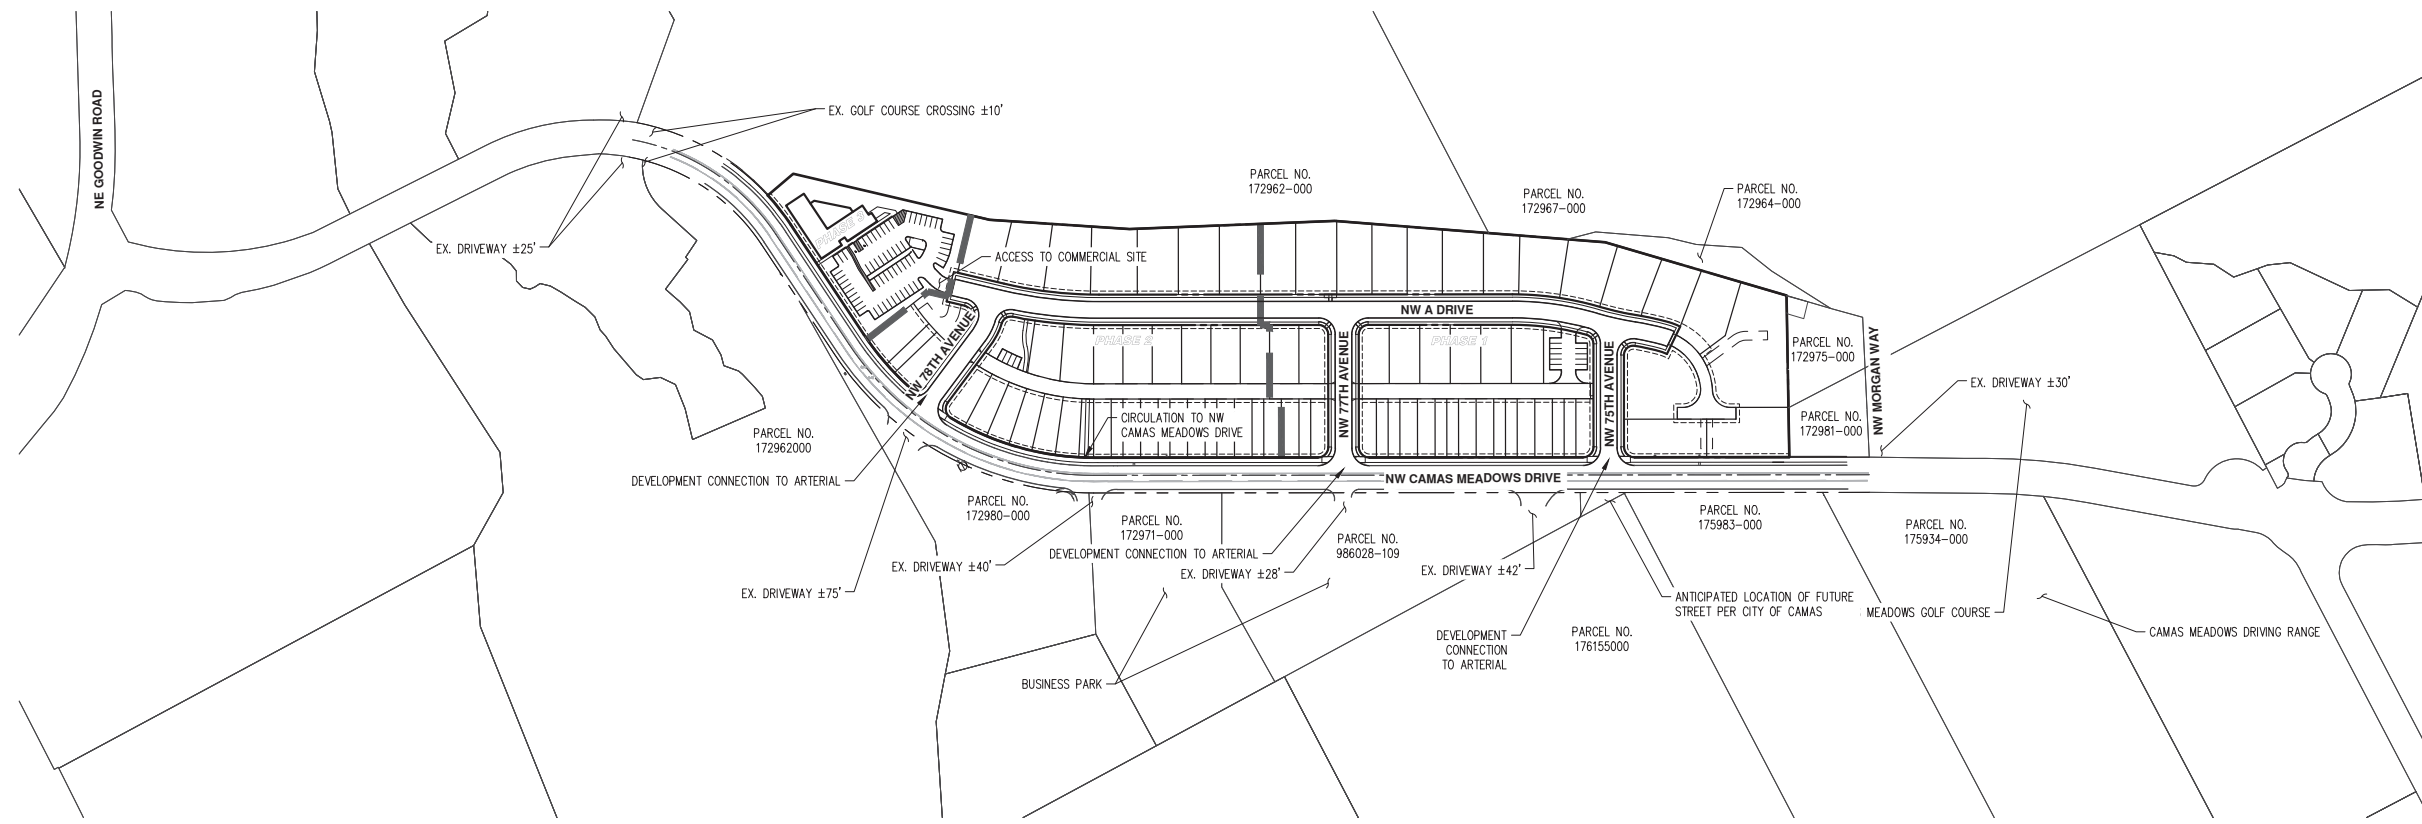 NE GOODWIN ROAD
EX. GOLF COURSE CROSSING ±10'
EX. DRIVEWAY ±25'
PARCEL NO.
172962-000
PARCEL NO.
172967-000
PARCEL NO.
172964-000
PHASE 3
ACCESS TO COMMERCIAL SITE
NW A DRIVE
PHASE 2
PHASE 1
NW 78TH AVENUE
NW 77TH AVENUE
NW 75TH AVENUE
PARCEL NO.
172975-000
NW MORGAN WAY
EX. DRIVEWAY ±30'
PARCEL NO.
172981-000
CIRCULATION TO NW
CAMAS MEADOWS DRIVE
PARCEL NO.
172962000
DEVELOPMENT CONNECTION TO ARTERIAL
NW CAMAS MEADOWS DRIVE
PARCEL NO.
172980-000
PARCEL NO.
172971-000
DEVELOPMENT CONNECTION TO ARTERIAL
PARCEL NO.
986028-109
PARCEL NO.
175983-000
PARCEL NO.
175934-000
EX. DRIVEWAY ±40'
EX. DRIVEWAY ±28'
EX. DRIVEWAY ±42'
EX. DRIVEWAY ±75'
ANTICIPATED LOCATION OF FUTURE
STREET PER CITY OF CAMAS
MEADOWS GOLF COURSE
DEVELOPMENT
CONNECTION
TO ARTERIAL
PARCEL NO.
176155000
CAMAS MEADOWS DRIVING RANGE
BUSINESS PARK